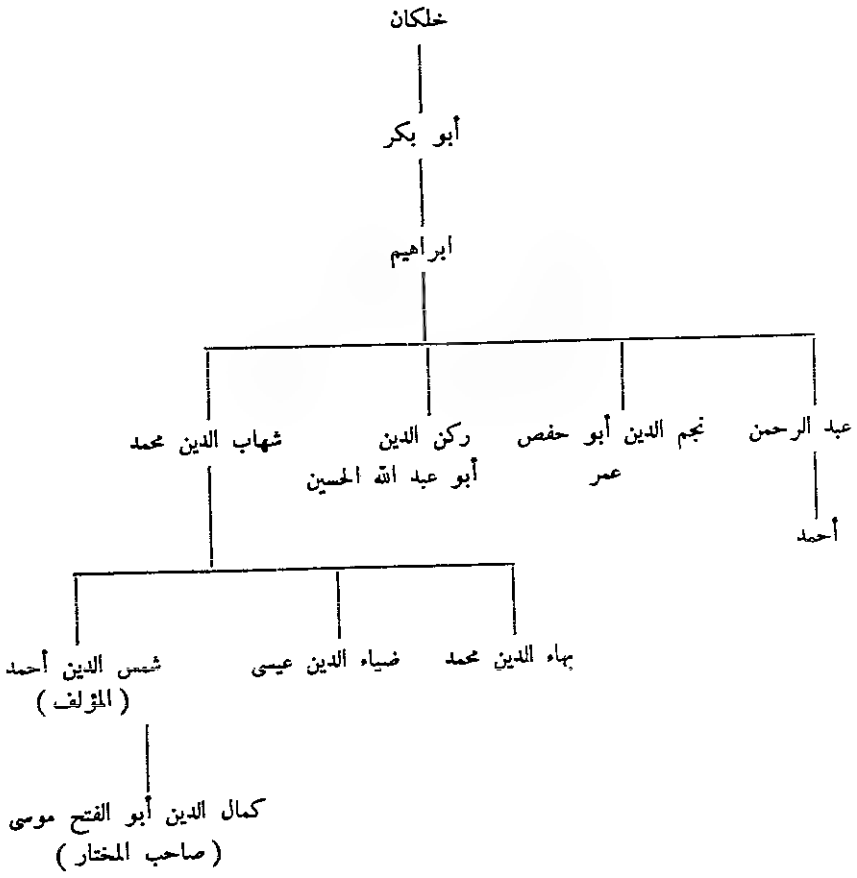 خلكان
أبو بكر
ابراهيم
عبد الرحمن
نجم الدين أبو حفص
عمر
ركن الدين
أبو عبد الله الحسين
شهاب الدين محمد
أحمد
بهاء الدين محمد
ضياء الدين عيسى
شمس الدين أحمد
( المؤلف )
كمال الدين أبو الفتح موسى
( صاحب المختار )